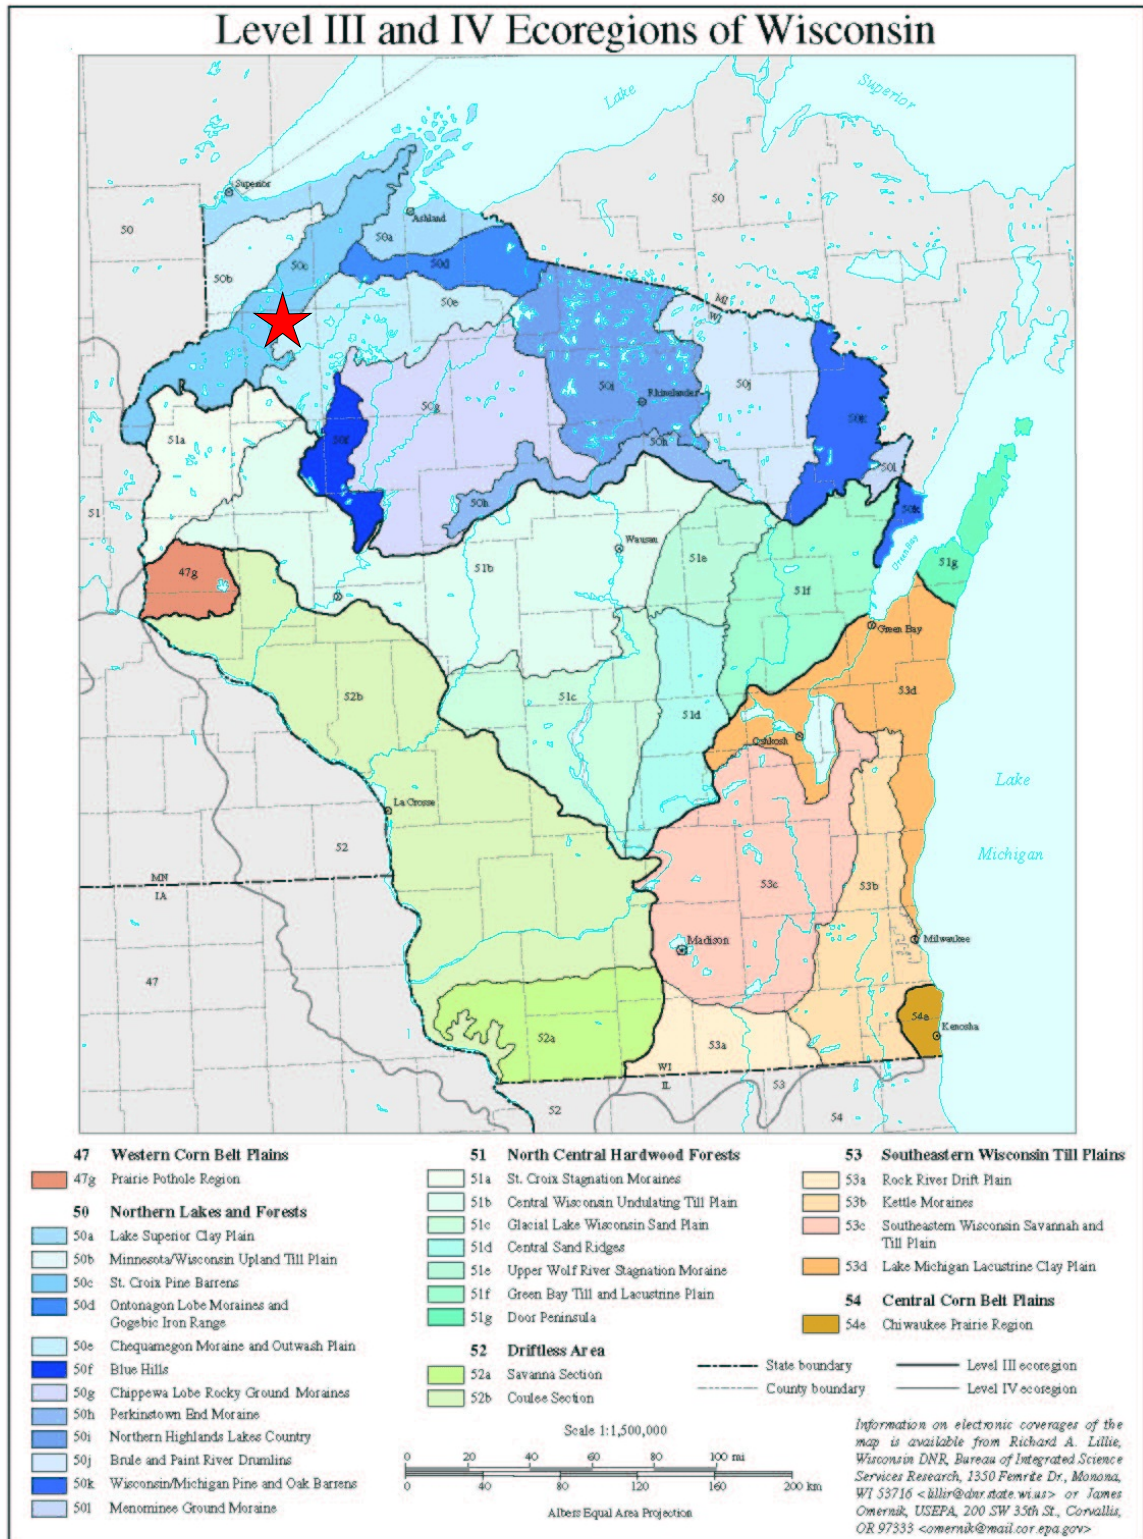 Level III and IV Ecoregions of Wisconsin
Lake
Superior
Superior
50
50
Ashland
50a
50c
50b
50d
50e
MI
WI
50i
50j
Rhinelander
50g
51a
50f
50h
50k
50l
51
50h
50k
Wausau
51e
Green Bay
47g
51b
51f
51g
Green Bay
52b
51c
51d
53d
Oshkosh
Lake
La Crosse
52
Michigan
MN
IA
53c
53b
Madison
Milwaukee
47
54e
Kenosha
52a
53a
WI
IL
53
52
54
47 Western Corn Belt Plains
47g Prairie Pothole Region
50 Northern Lakes and Forests
50a Lake Superior Clay Plain
50b Minnesota/Wisconsin Upland Till Plain
50c St. Croix Pine Barrens
50d Ontonagon Lobe Moraines and
Gogebic Iron Range
50e Chequamegon Moraine and Outwash Plain
50f Blue Hills
50g Chippewa Lobe Rocky Ground Moraines
50h Perkinstown End Moraine
50i Northern Highlands Lakes Country
50j Brule and Paint River Drumlins
50k Wisconsin/Michigan Pine and Oak Barrens
50l Menominee Ground Moraine
51 North Central Hardwood Forests
51a St. Croix Stagnation Moraines
51b Central Wisconsin Undulating Till Plain
51c Glacial Lake Wisconsin Sand Plain
51d Central Sand Ridges
51e Upper Wolf River Stagnation Moraine
51f Green Bay Till and Lacustrine Plain
51g Door Peninsula
52 Driftless Area
52a Savanna Section
52b Coulee Section
53 Southeastern Wisconsin Till Plains
53a Rock River Drift Plain
53b Kettle Moraines
53c Southeastern Wisconsin Savannah and
Till Plain
53d Lake Michigan Lacustrine Clay Plain
54 Central Corn Belt Plains
54e Chiwaukee Prairie Region
State boundary
County boundary
Level III ecoregion
Level IV ecoregion
Scale 1:1,500,000
0 20 40 60 80 100 mi
0 40 80 120 160 200 km
Albers Equal Area Projection
Information on electronic coverages of the
map is available from Richard A. Lillie,
Wisconsin DNR, Bureau of Integrated Science
Services Research, 1350 Femrite Dr., Monona,
WI 53716 <lillir@dnr.state.wi.us> or James
Omernik, USEPA, 200 SW 35th St., Corvallis,
OR 97333 <omernik@mail.cor.epa.gov>